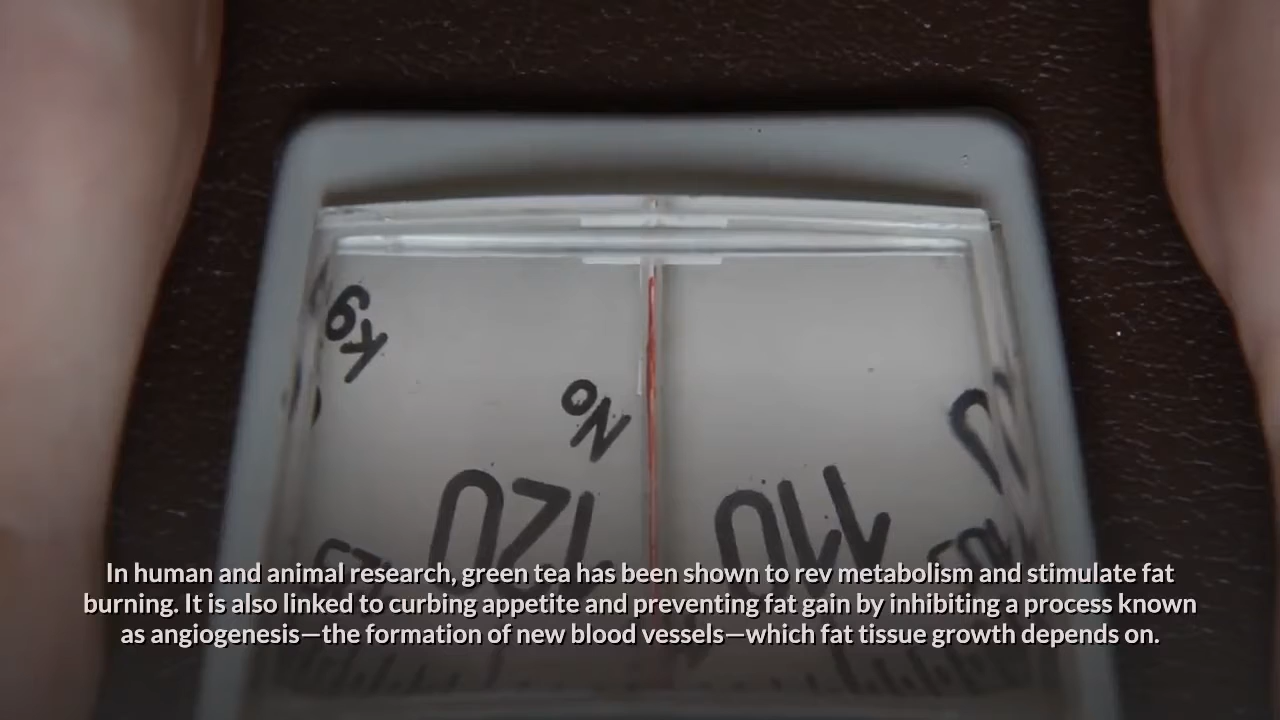 Kg
No
120
110
In human and animal research, green tea has been shown to rev metabolism and stimulate fat
burning. It is also linked to curbing appetite and preventing fat gain by inhibiting a process known
as angiogenesis—the formation of new blood vessels—which fat tissue growth depends on.